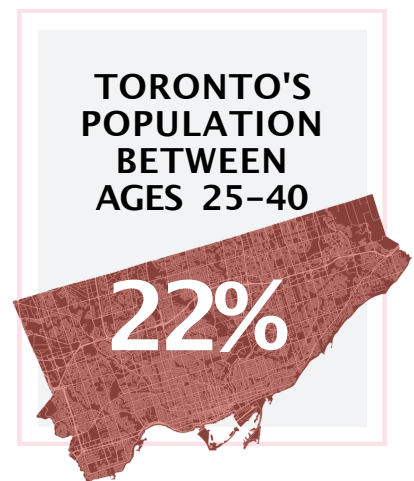 TORONTO'S
POPULATION
BETWEEN
AGES 25-40
22%